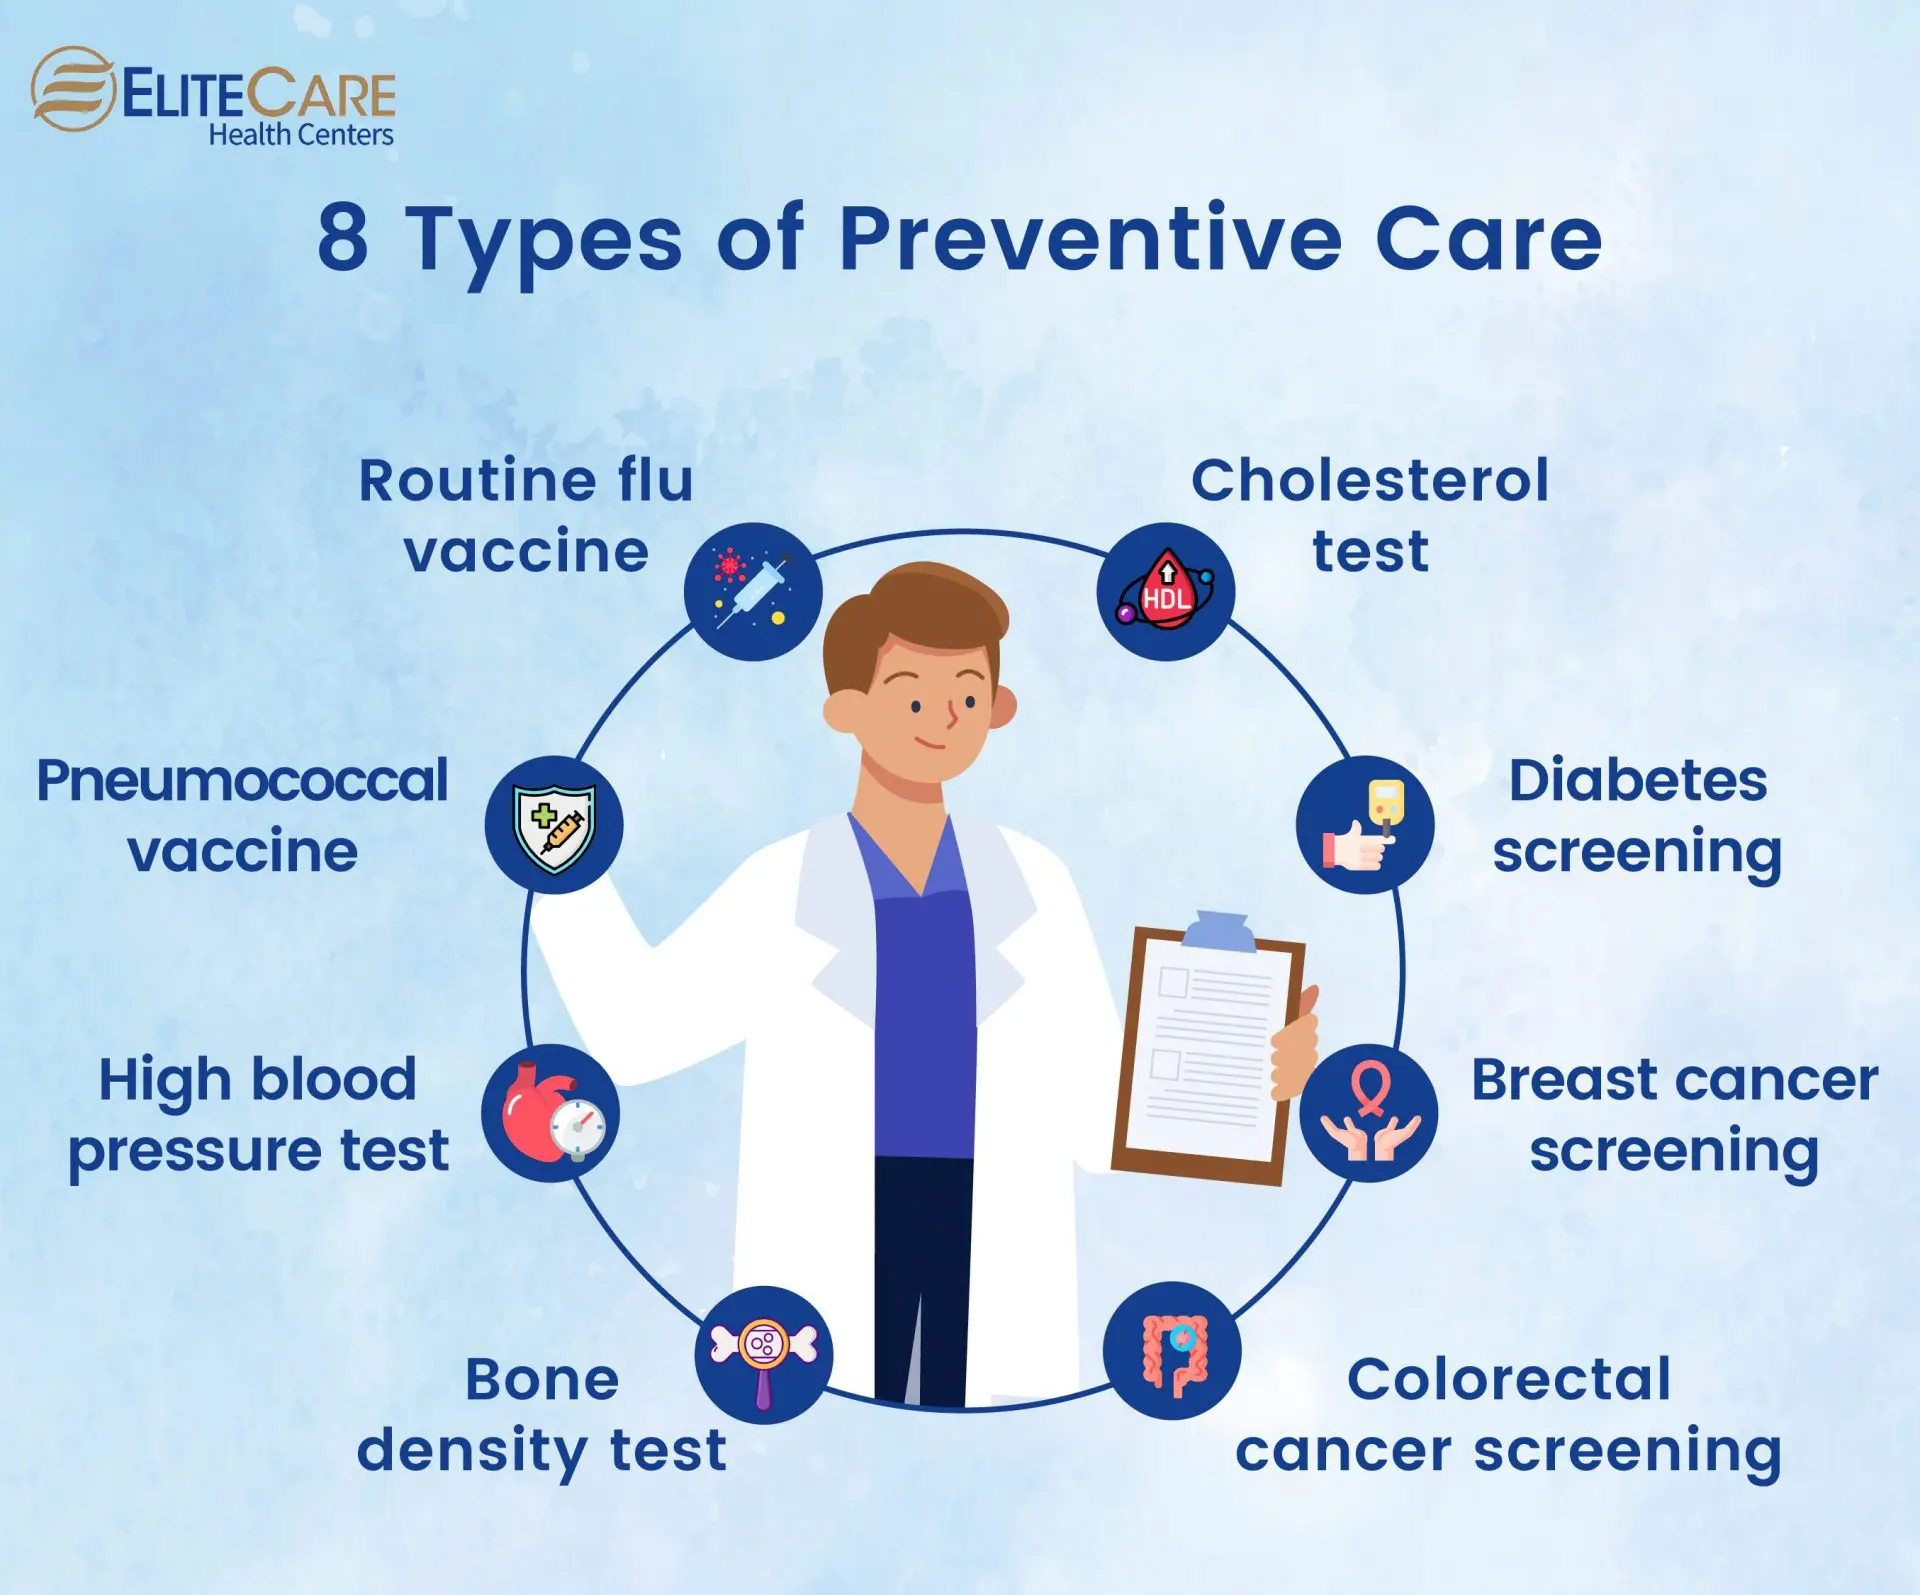 ELITECARE
Health Centers
8 Types of Preventive Care
Routine flu
vaccine
Cholesterol
test
HDL
Pneumococcal
vaccine
Diabetes
screening
High blood
pressure test
Breast cancer
screening
Bone
density test
Colorectal
cancer screening